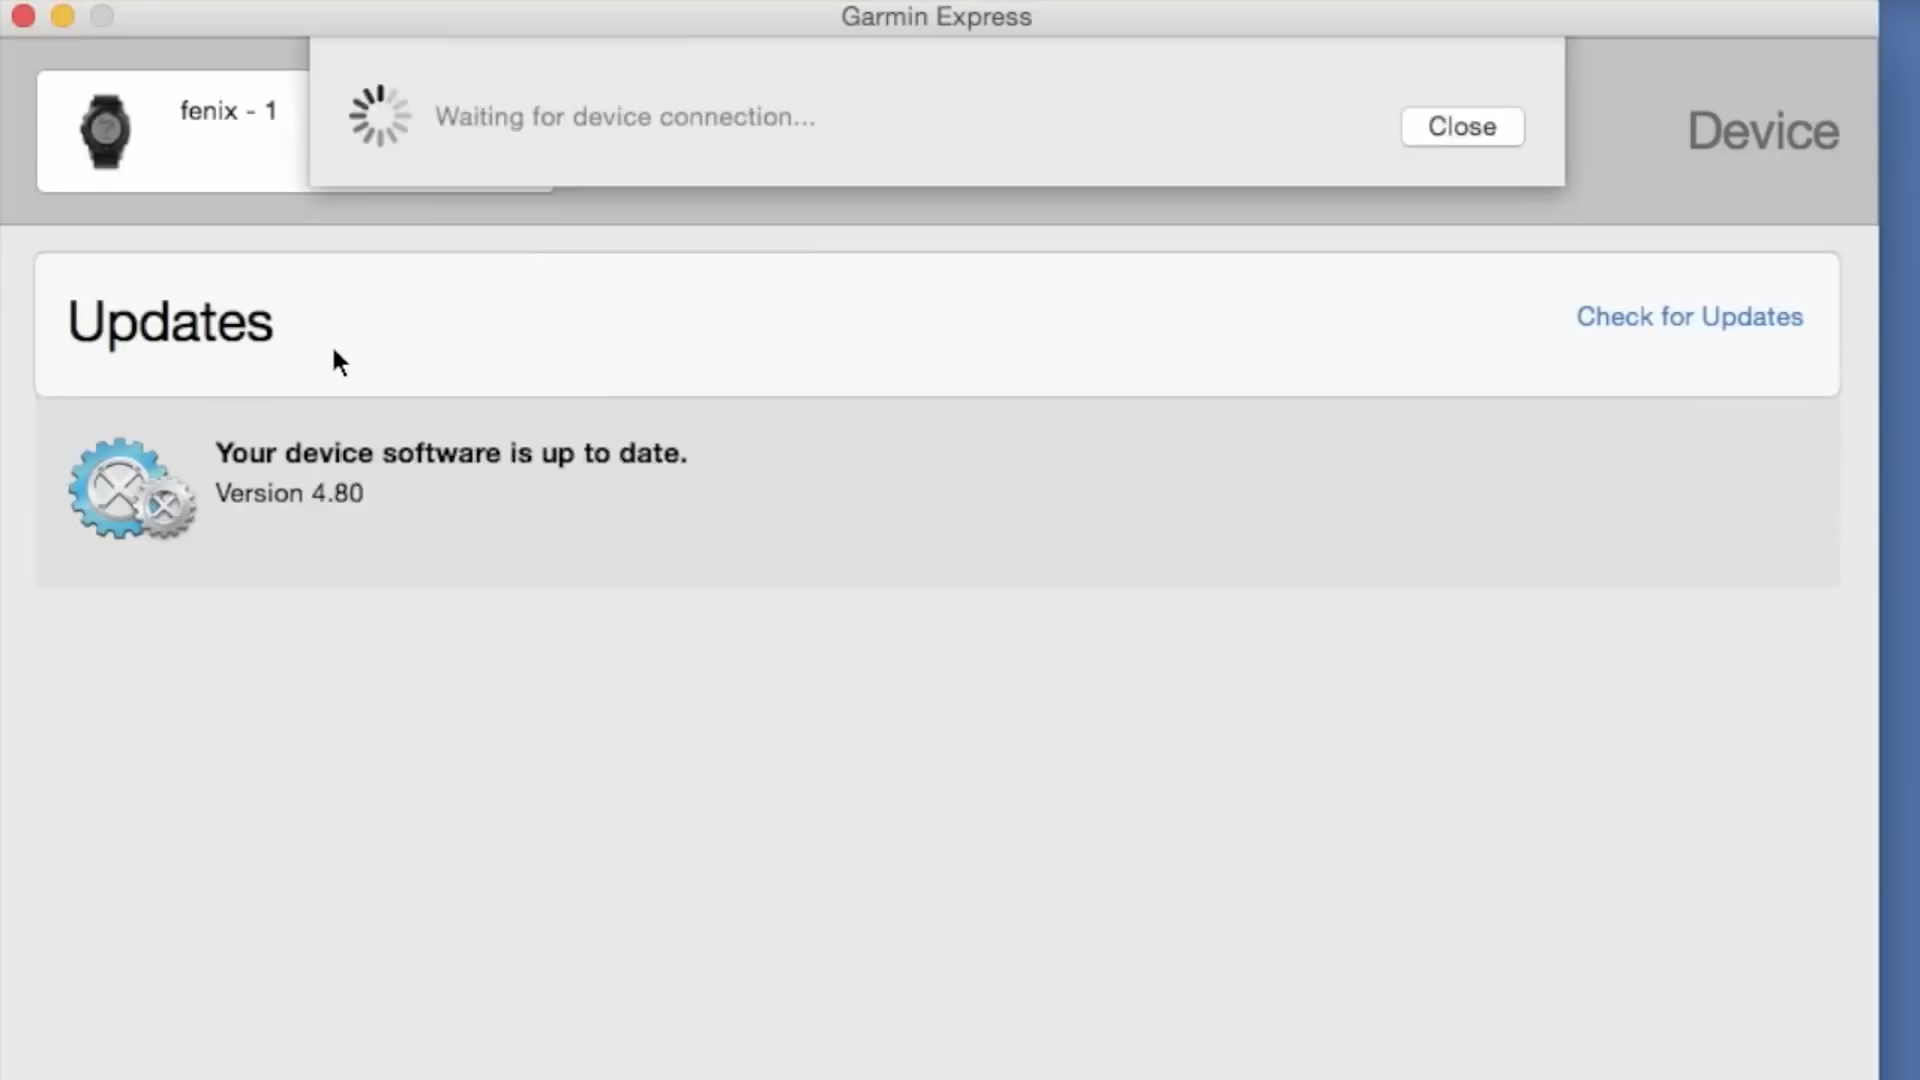 Garmin Express
fenix - 1
Waiting for device connection...
Close
Device
Updates
Check for Updates
Your device software is up to date.
Version 4.80